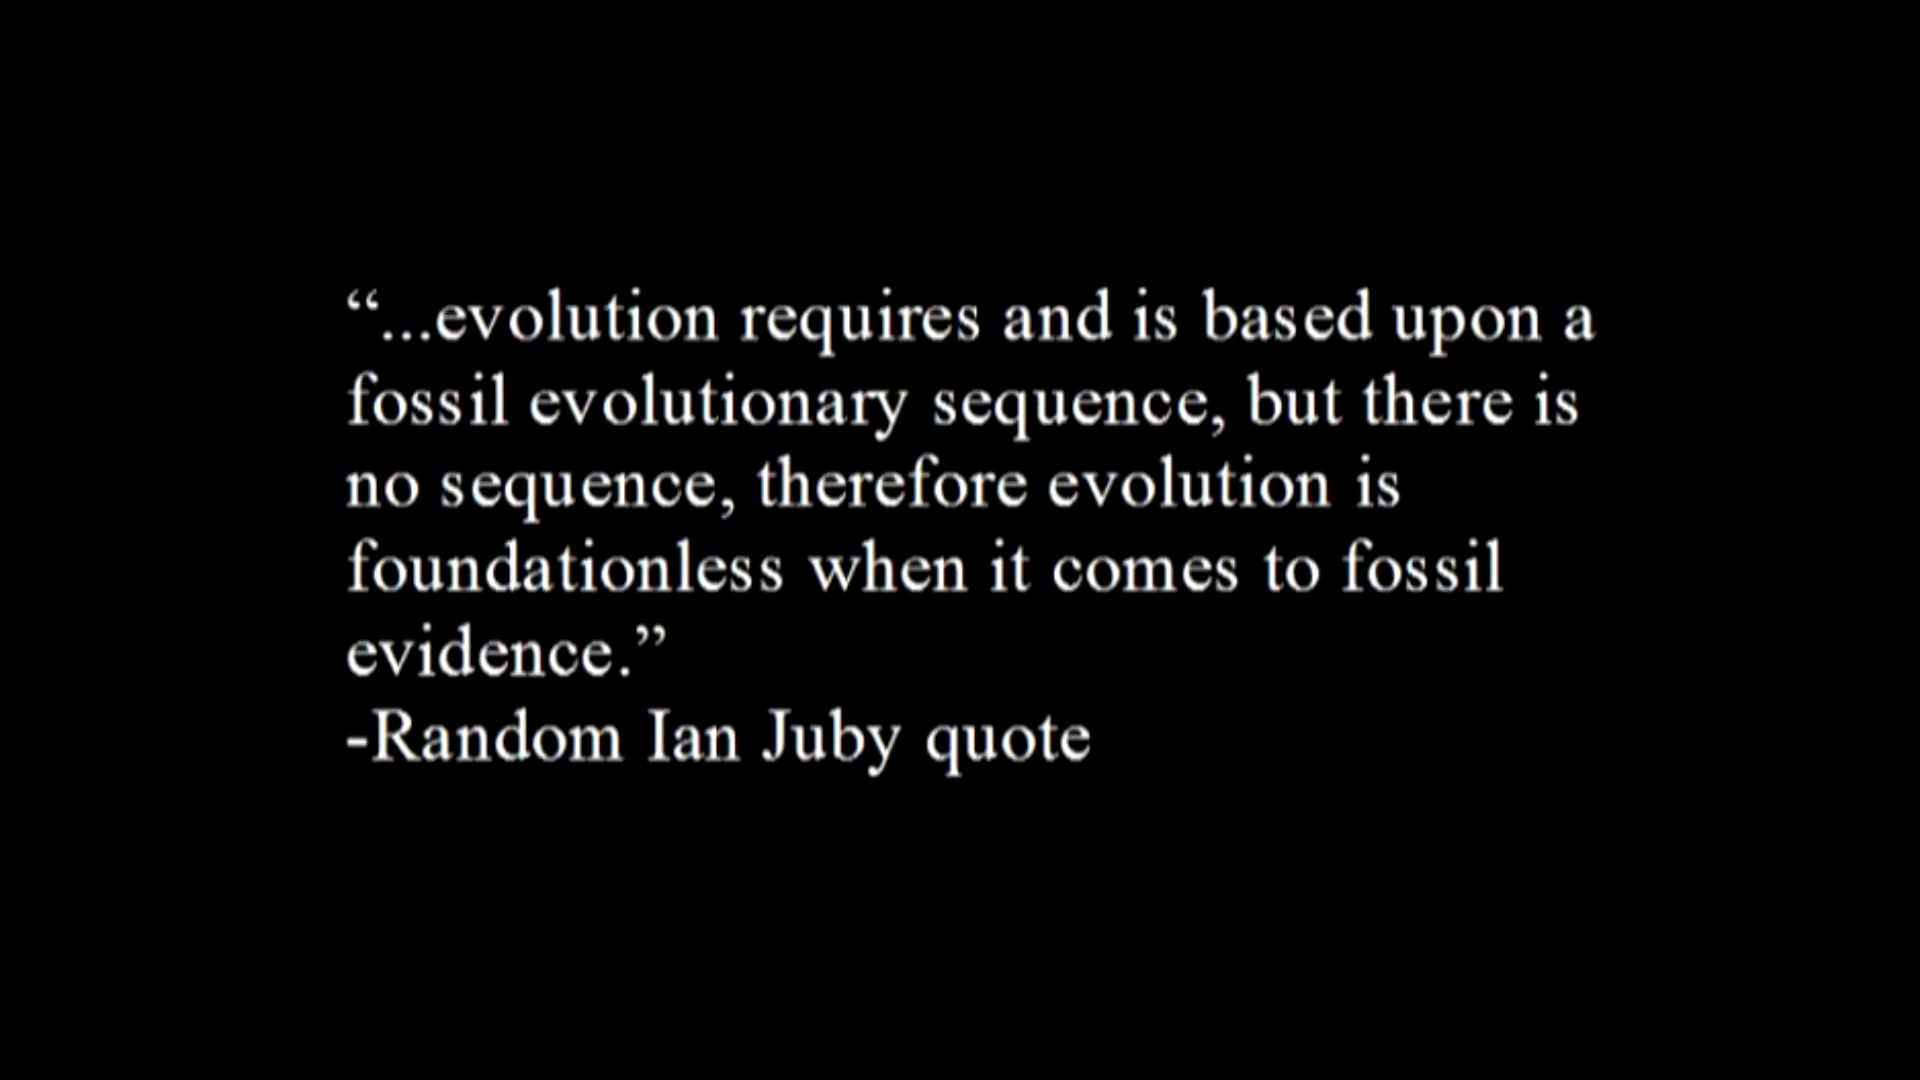 “...evolution requires and is based upon a
fossil evolutionary sequence, but there is
no sequence, therefore evolution is
foundationless when it comes to fossil
evidence.”
-Random Ian Juby quote